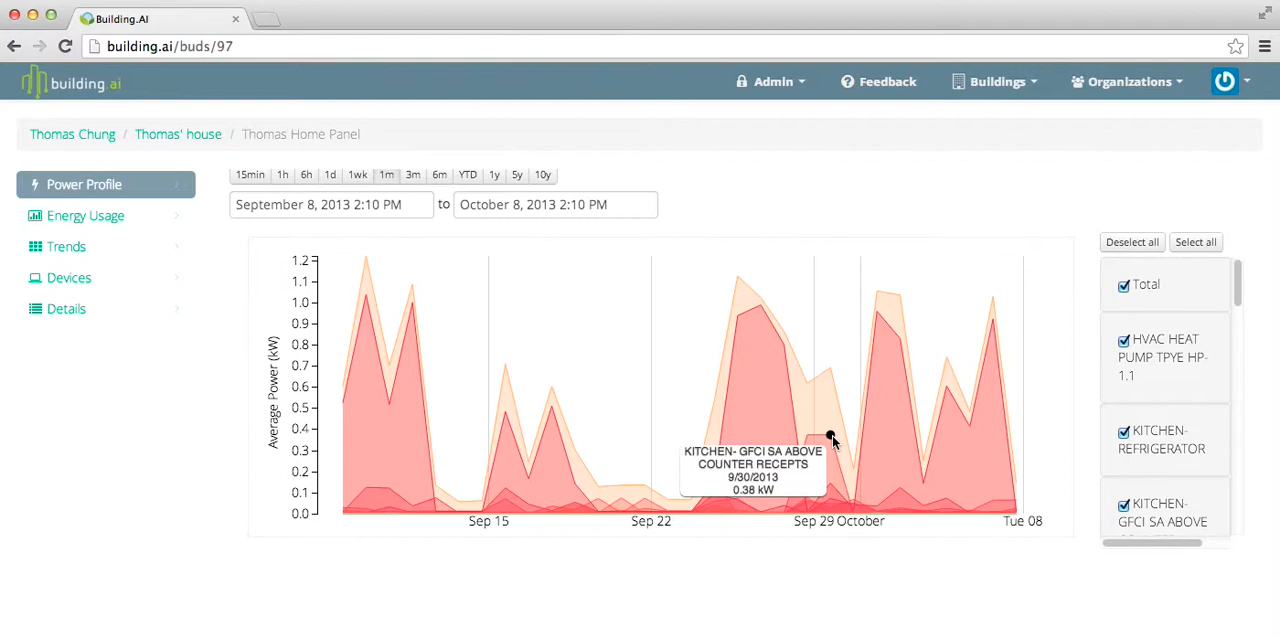 Building.AI
building.ai/buds/97
building.ai
Admin
Feedback
Buildings
Organizations
Thomas Chung / Thomas' house / Thomas Home Panel
Power Profile
Energy Usage
Trends
Devices
Details
15min 1h 6h 1d 1wk 1m 3m 6m YTD 1y 5y 10y
September 8, 2013 2:10 PM to October 8, 2013 2:10 PM
Average Power (kW)
1.2
1.1
1.0
0.9
0.8
0.7
0.6
0.5
0.4
0.3
0.2
0.1
0.0
Sep 15 Sep 22 Sep 29 October Tue 08
KITCHEN- GFCI SA ABOVE
COUNTER RECEPTS
9/30/2013
0.38 kW
Deselect all Select all
Total
HVAC HEAT
PUMP TPYE HP-
1.1
KITCHEN-
REFRIGERATOR
KITCHEN-
GFCI SA ABOVE